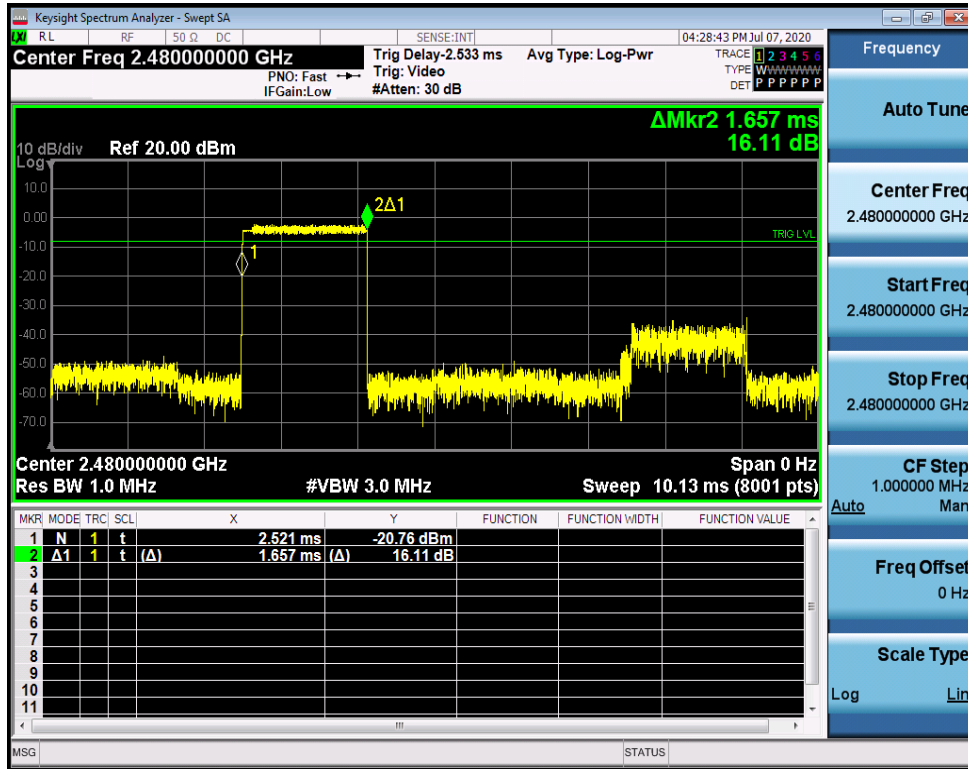 Keysight Spectrum Analyzer - Swept SA
LXI RL RF 50 Ω DC SENSE:INT 04:28:43 PM Jul 07, 2020
Center Freq 2.480000000 GHz
PNO: Fast
IFGain:Low
Trig Delay-2.533 ms
Trig: Video
#Atten: 30 dB
Avg Type: Log-Pwr
TRACE 1 2 3 4 5 6
TYPE WWWWWW
DET P P P P P P
ΔMkr2 1.657 ms
16.11 dB
10 dB/div Ref 20.00 dBm
Log
10.0
0.00
-10.0
-20.0
-30.0
-40.0
-50.0
-60.0
-70.0
2Δ1
1
TRIG LVL
Center 2.480000000 GHz Span 0 Hz
Res BW 1.0 MHz #VBW 3.0 MHz Sweep 10.13 ms (8001 pts)
MKR MODE TRC SCL X Y FUNCTION FUNCTION WIDTH FUNCTION VALUE
1 N 1 t 2.521 ms -20.76 dBm
2 Δ1 1 t (Δ) 1.657 ms (Δ) 16.11 dB
3
4
5
6
7
8
9
10
11
MSG STATUS
Frequency
Auto Tune
Center Freq
2.480000000 GHz
Start Freq
2.480000000 GHz
Stop Freq
2.480000000 GHz
CF Step
1.000000 MHz
Auto Man
Freq Offset
0 Hz
Scale Type
Log Lin